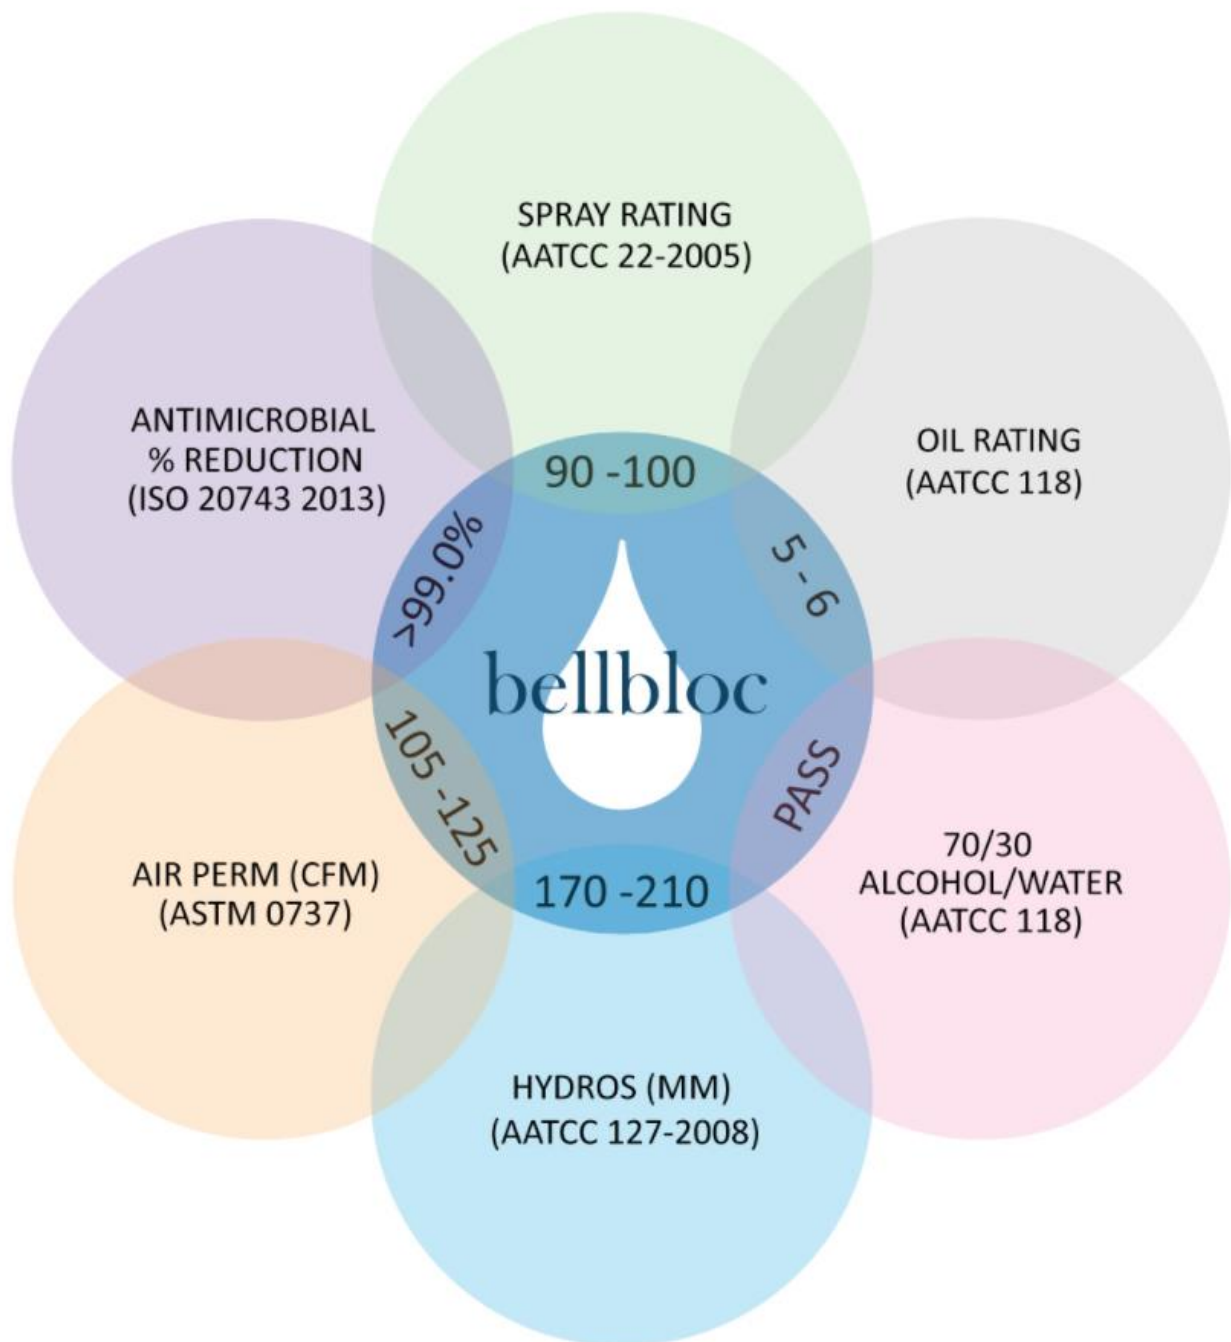 SPRAY RATING
(AATCC 22-2005)
90 -100
OIL RATING
(AATCC 118)
5 - 6
70/30
ALCOHOL/WATER
(AATCC 118)
PASS
HYDROS (MM)
(AATCC 127-2008)
170 -210
AIR PERM (CFM)
(ASTM 0737)
105 -125
ANTIMICROBIAL
% REDUCTION
(ISO 20743 2013)
>99.0%
bellbloc